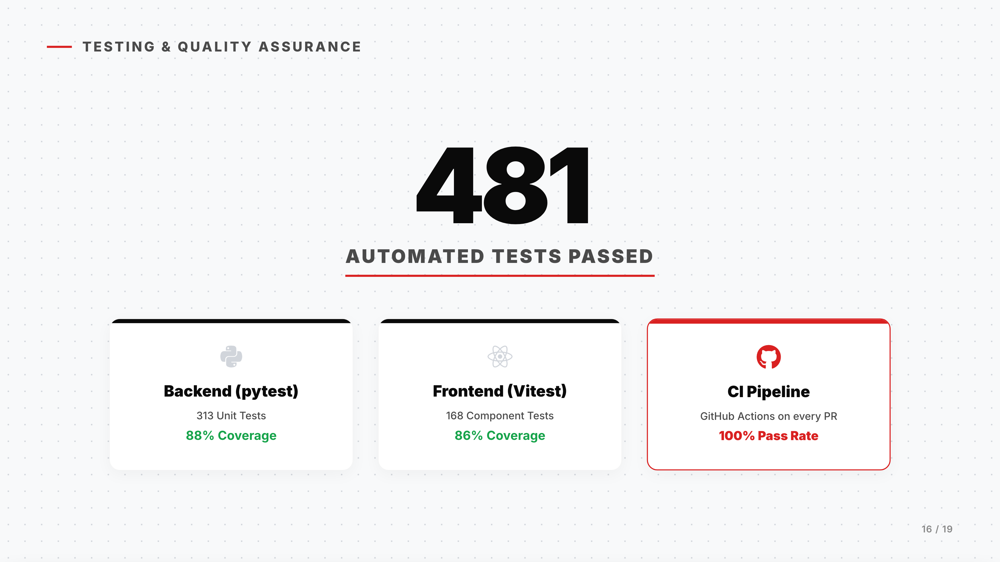 TESTING & QUALITY ASSURANCE
481
AUTOMATED TESTS PASSED
Backend (pytest)
313 Unit Tests
88% Coverage
Frontend (Vitest)
168 Component Tests
86% Coverage
CI Pipeline
GitHub Actions on every PR
100% Pass Rate
16 / 19